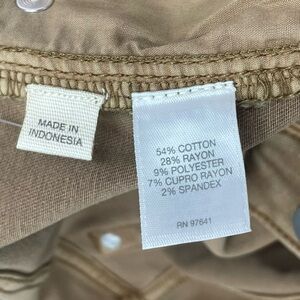 MADE IN
INDONESIA
54% COTTON
28% RAYON
9% POLYESTER
7% CUPRO RAYON
2% SPANDEX
RN 97641